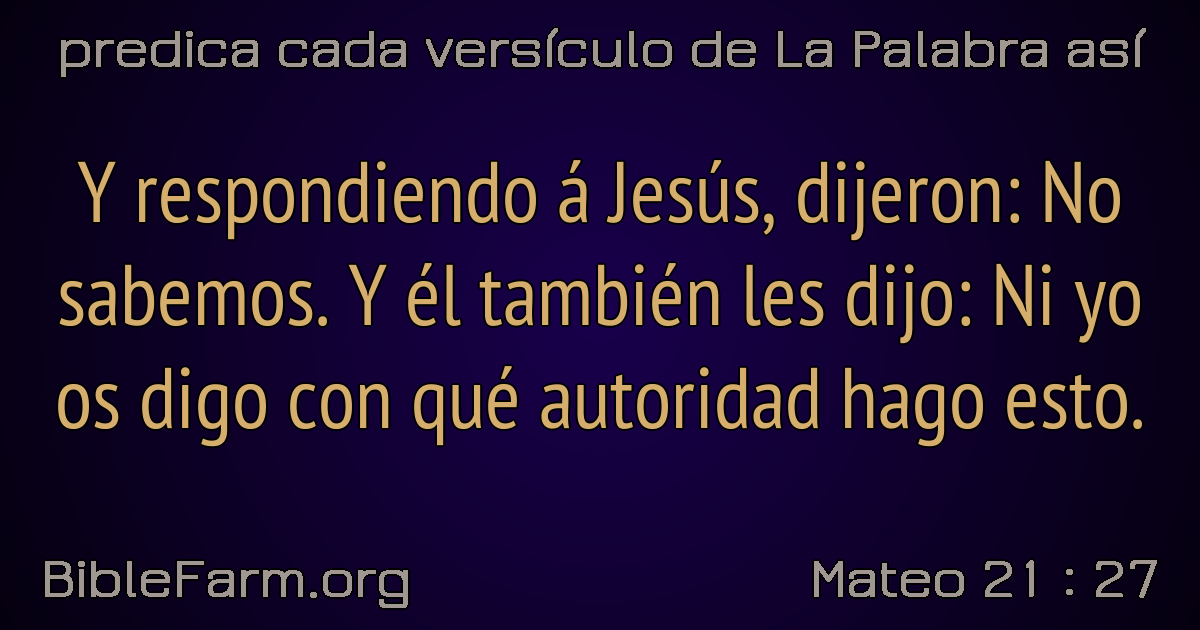 predica cada versículo de La Palabra así
Y respondiendo á Jesús, dijeron: No
sabemos. Y él también les dijo: Ni yo
os digo con qué autoridad hago esto.
BibleFarm.org
Mateo 21 : 27